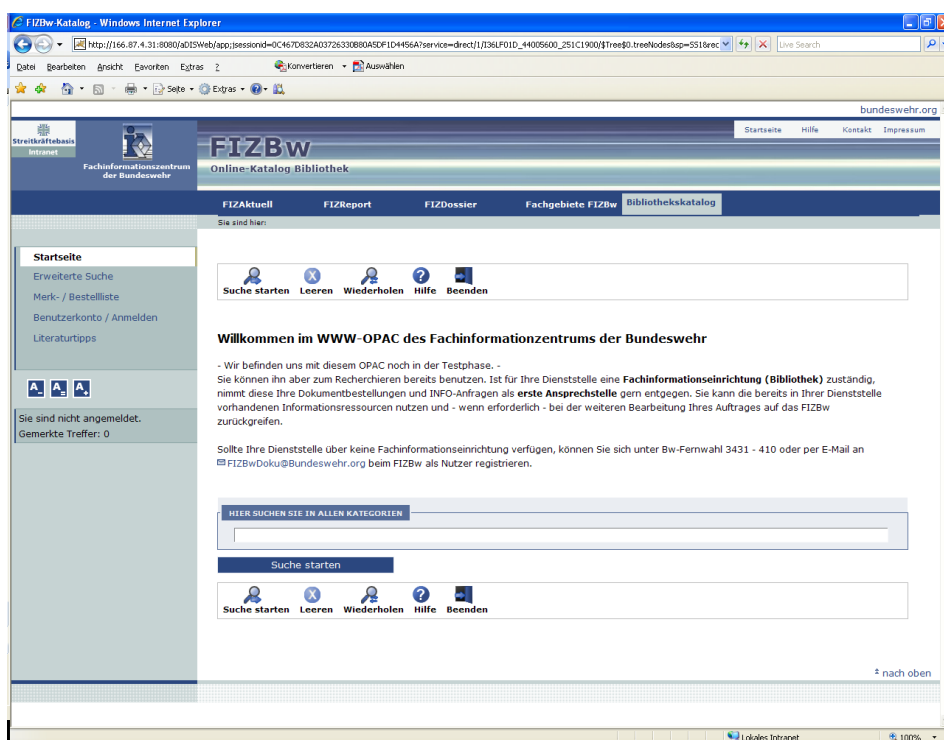 FIZBw-Katalog - Windows Internet Explorer
http://166.87.4.31:8080/aDISWeb/app;jsessionid=0C467D832A03726330B80A5DF1D4456A?service=direct/1/I36LF01D_44005600_251C1900/$Tree$0.treeNodes&sp=SS1&rec
Live Search
Datei Bearbeiten Ansicht Favoriten Extras ? Konvertieren Auswählen
Seite Extras
bundeswehr.org
Startseite Hilfe Kontakt Impressum
Streitkräftebasis
Intranet
Fachinformationszentrum
der Bundeswehr
FIZBw
Online-Katalog Bibliothek
FIZAktuell FIZReport FIZDossier Fachgebiete FIZBw Bibliothekskatalog
Sie sind hier:
Startseite
Erweiterte Suche
Merk- / Bestellliste
Benutzerkonto / Anmelden
Literaturtipps
A- A= A+
Sie sind nicht angemeldet.
Gemerkte Treffer: 0
Suche starten Leeren Wiederholen Hilfe Beenden
Willkommen im WWW-OPAC des Fachinformationzentrums der Bundeswehr
- Wir befinden uns mit diesem OPAC noch in der Testphase. -
Sie können ihn aber zum Recherchieren bereits benutzen. Ist für Ihre Dienststelle eine Fachinformationseinrichtung (Bibliothek) zuständig,
nimmt diese Ihre Dokumentbestellungen und INFO-Anfragen als erste Ansprechstelle gern entgegen. Sie kann die bereits in Ihrer Dienststelle
vorhandenen Informationsressourcen nutzen und - wenn erforderlich - bei der weiteren Bearbeitung Ihres Auftrages auf das FIZBw
zurückgreifen.
Sollte Ihre Dienststelle über keine Fachinformationseinrichtung verfügen, können Sie sich unter Bw-Fernwahl 3431 - 410 oder per E-Mail an
FIZBwDoku@Bundeswehr.org beim FIZBw als Nutzer registrieren.
HIER SUCHEN SIE IN ALLEN KATEGORIEN
Suche starten
Suche starten Leeren Wiederholen Hilfe Beenden
nach oben
Lokales Intranet 100%